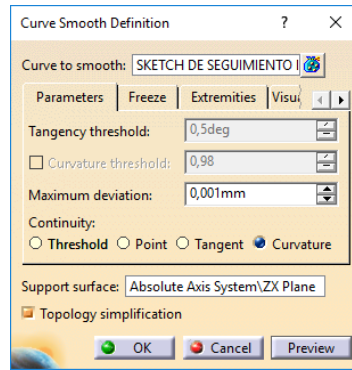 Curve Smooth Definition ? ×
Curve to smooth: SKETCH DE SEGUIMIENTO
Parameters Freeze Extremities
Tangency threshold: 0,5deg
Curvature threshold: 0,98
Maximum deviation: 0,001mm
Continuity:
Threshold Point Tangent Curvature
Support surface: Absolute Axis System\ZX Plane
Topology simplification
OK Cancel Preview